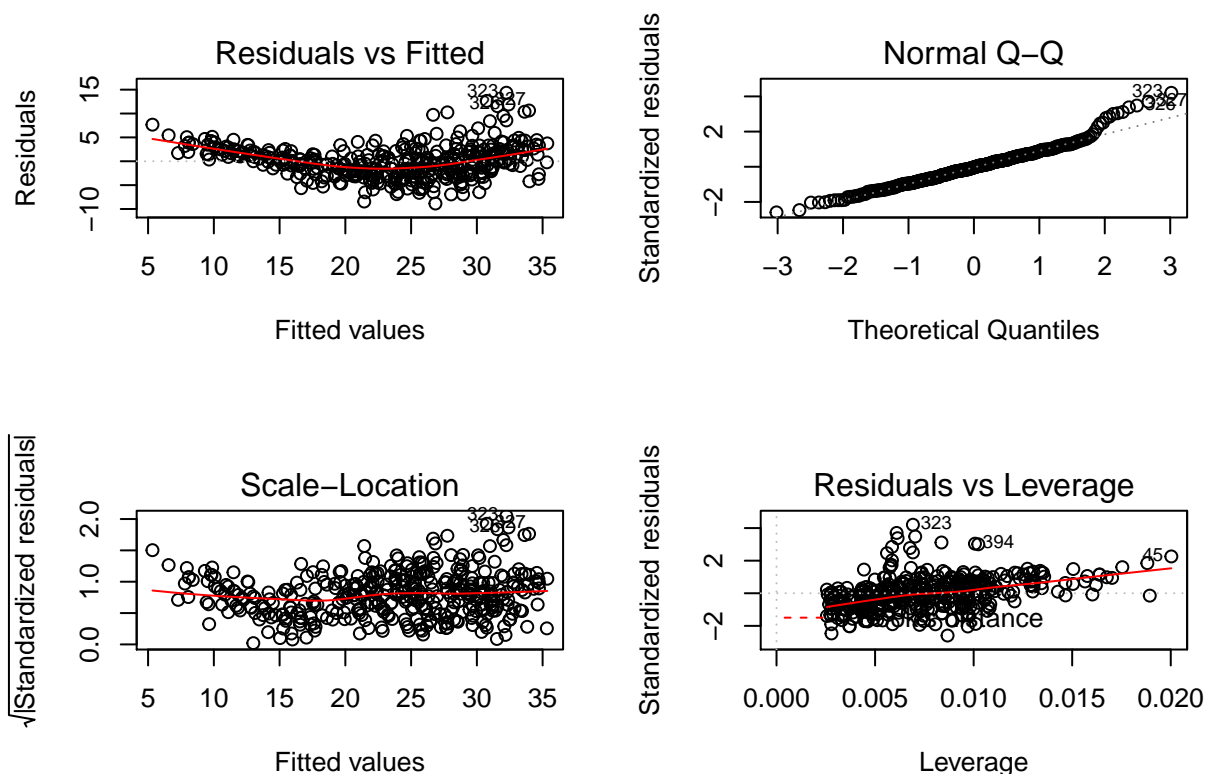 Residuals vs Fitted
Residuals
15
5
−10
323
327
5 10 15 20 25 30 35
Fitted values
Normal Q−Q
Standardized residuals
2
−2
323
327
−3 −2 −1 0 1 2 3
Theoretical Quantiles
Scale−Location
√|Standardized residuals|
2.0
1.0
0.0
323
327
5 10 15 20 25 30 35
Fitted values
Residuals vs Leverage
Standardized residuals
2
−2
323
394
45
0.000 0.005 0.010 0.015 0.020
Leverage